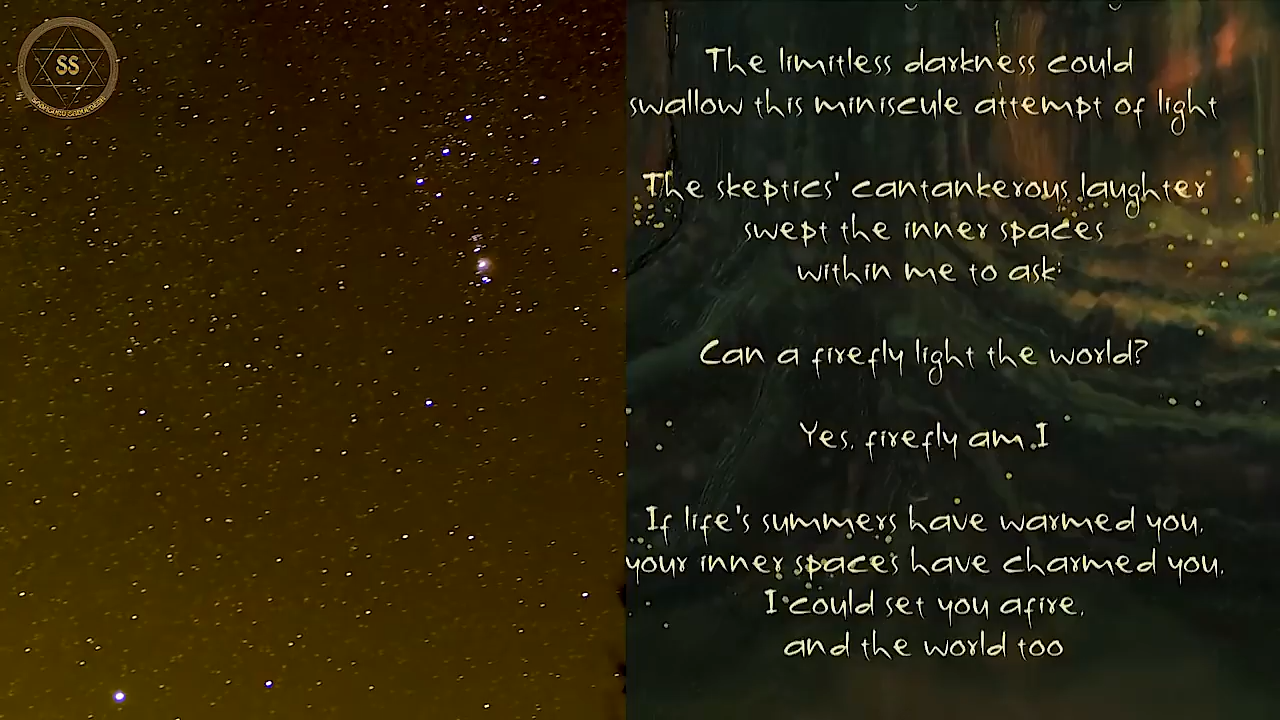 SS
The limitless darkness could
swallow this miniscule attempt of light
The skeptics' cantankerous laughter
swept the inner spaces
within me to ask:
Can a firefly light the world?
Yes, firefly am I
If life's summers have warmed you,
your inner spaces have charmed you,
I could set you afire,
and the world too